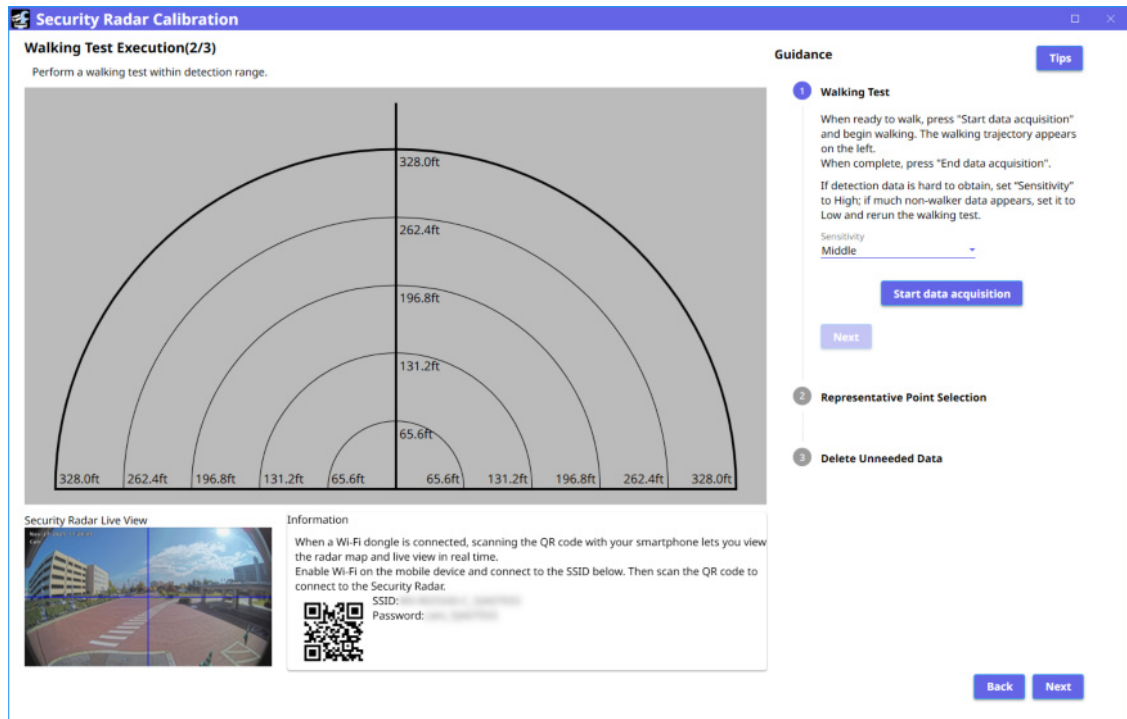 Security Radar Calibration
Walking Test Execution(2/3)
Perform a walking test within detection range.
328.0ft
262.4ft
196.8ft
131.2ft
65.6ft
328.0ft 262.4ft 196.8ft 131.2ft 65.6ft 65.6ft 131.2ft 196.8ft 262.4ft 328.0ft
Security Radar Live View
Information
When a Wi-Fi dongle is connected, scanning the QR code with your smartphone lets you view
the radar map and live view in real time.
Enable Wi-Fi on the mobile device and connect to the SSID below. Then scan the QR code to
connect to the Security Radar.
SSID:
Password:
Guidance
Tips
1 Walking Test
When ready to walk, press "Start data acquisition"
and begin walking. The walking trajectory appears
on the left.
When complete, press "End data acquisition".
If detection data is hard to obtain, set "Sensitivity"
to High; if much non-walker data appears, set it to
Low and rerun the walking test.
Sensitivity
Middle
Start data acquisition
Next
2 Representative Point Selection
3 Delete Unneeded Data
Back
Next